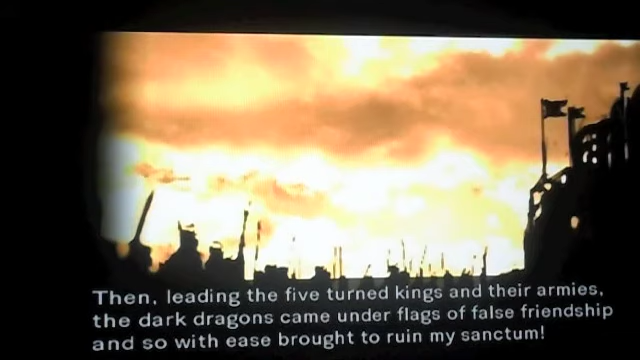 Then, leading the five turned kings and their armies,
the dark dragons came under flags of false friendship
and so with ease brought to ruin my sanctum!